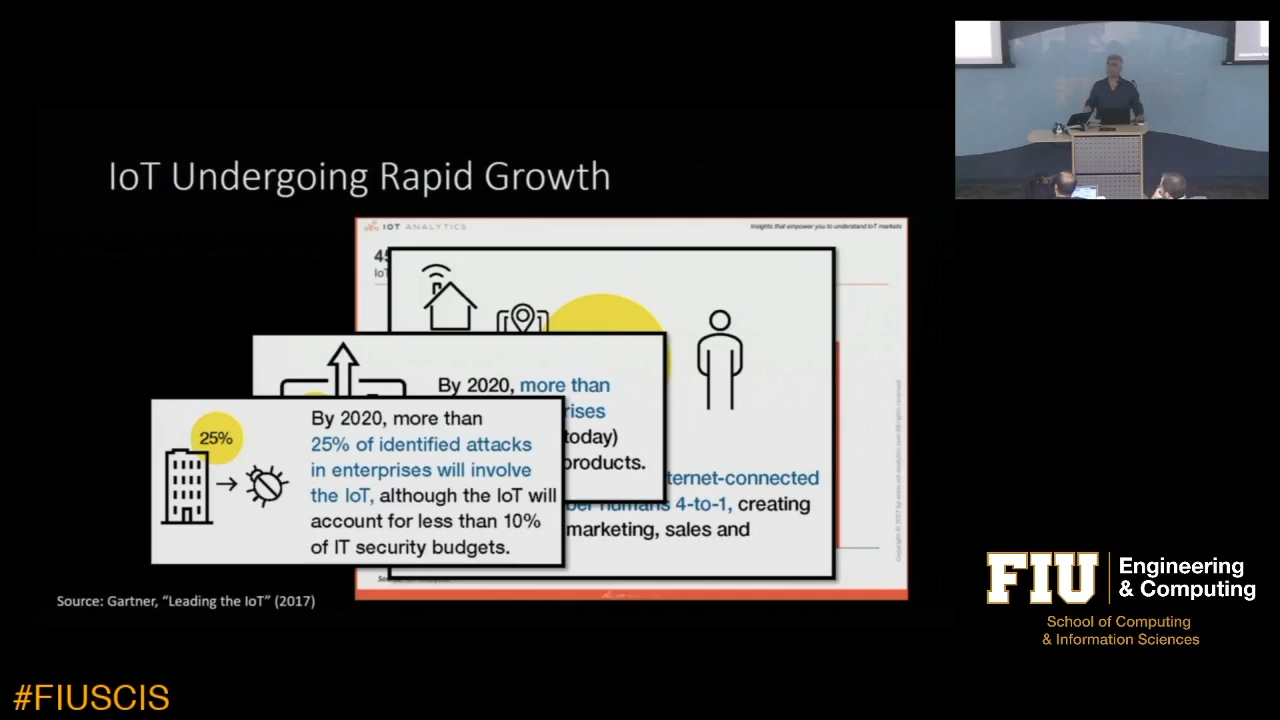 IoT Undergoing Rapid Growth
IOT ANALYTICS
Insights that empower you to understand IoT markets
By 2020, more than
rises
today)
products.
ternet-connected
humans 4-to-1, creating
marketing, sales and
25%
By 2020, more than
25% of identified attacks
in enterprises will involve
the IoT, although the IoT will
account for less than 10%
of IT security budgets.
Source: Gartner, “Leading the IoT” (2017)
FIU
Engineering
& Computing
School of Computing
& Information Sciences
#FIUSCIS